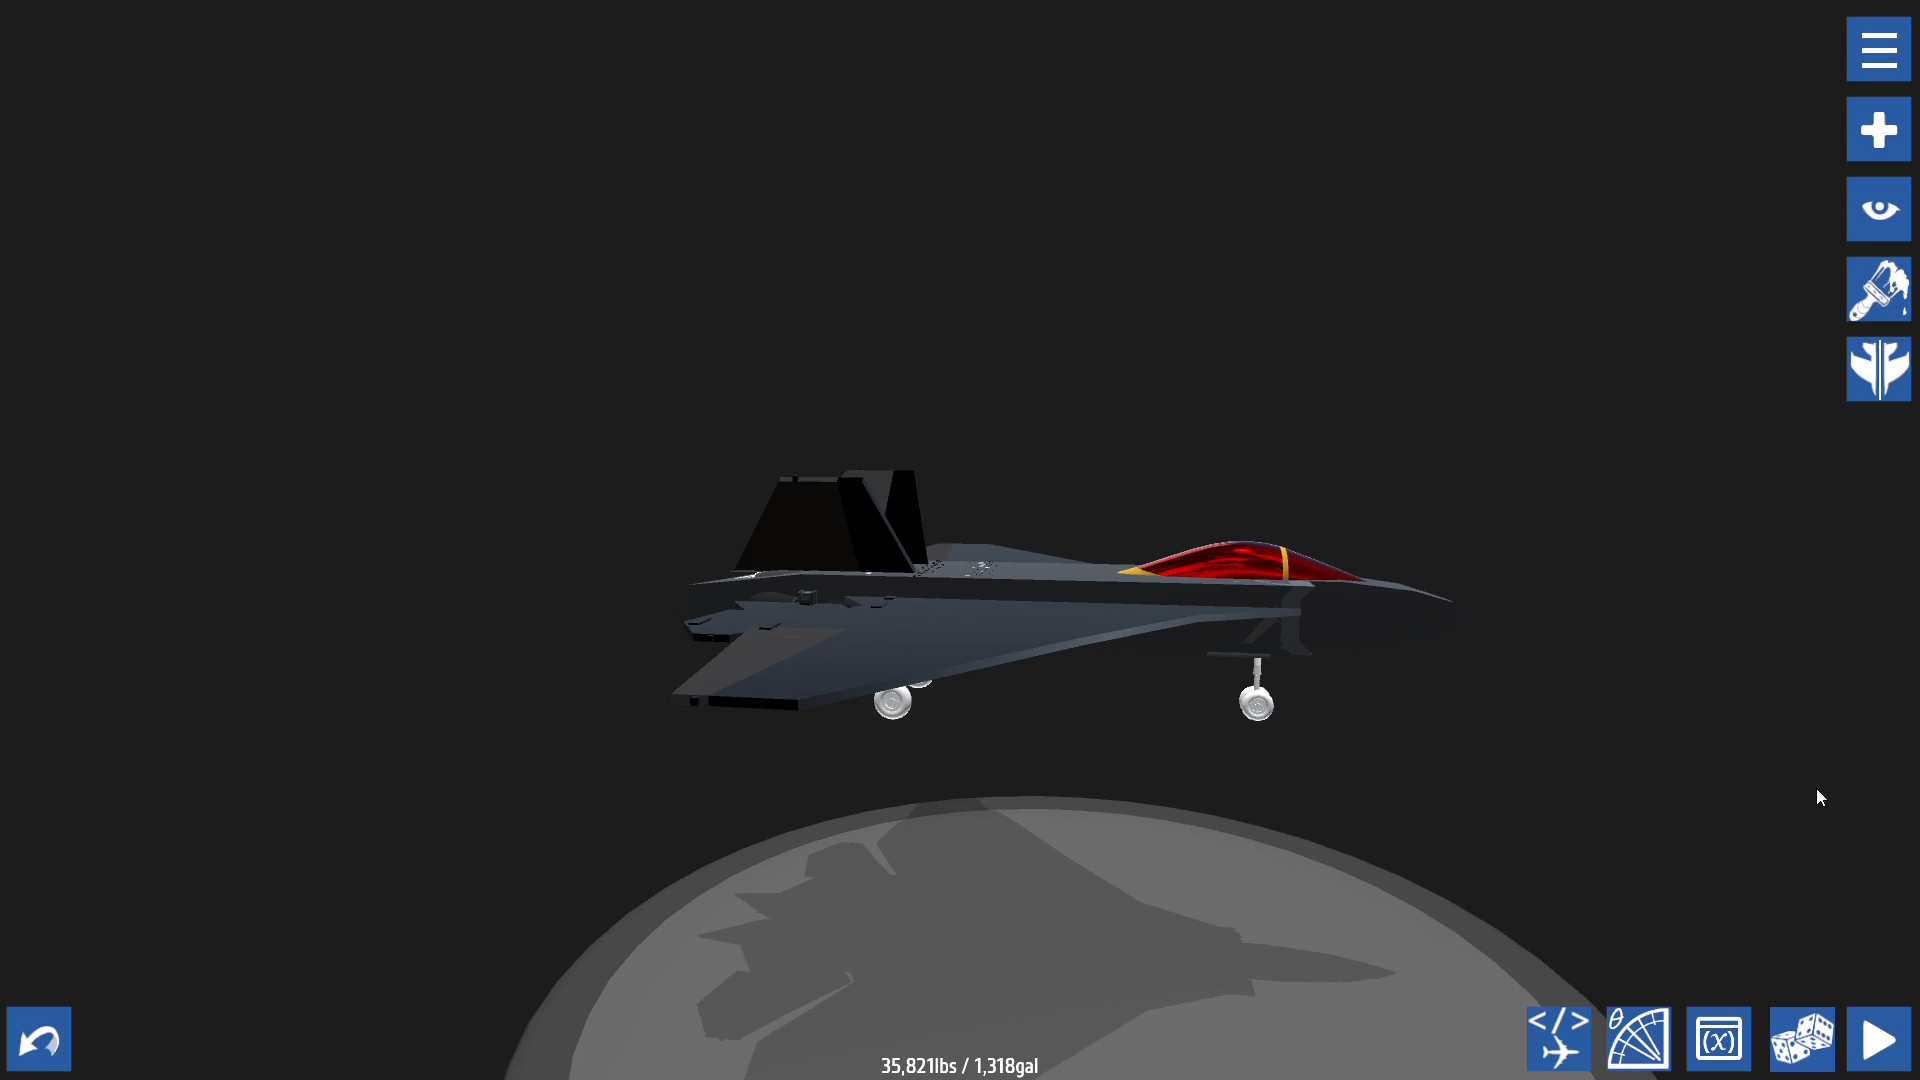 </>
θ
(x)
35,821lbs / 1,318gal